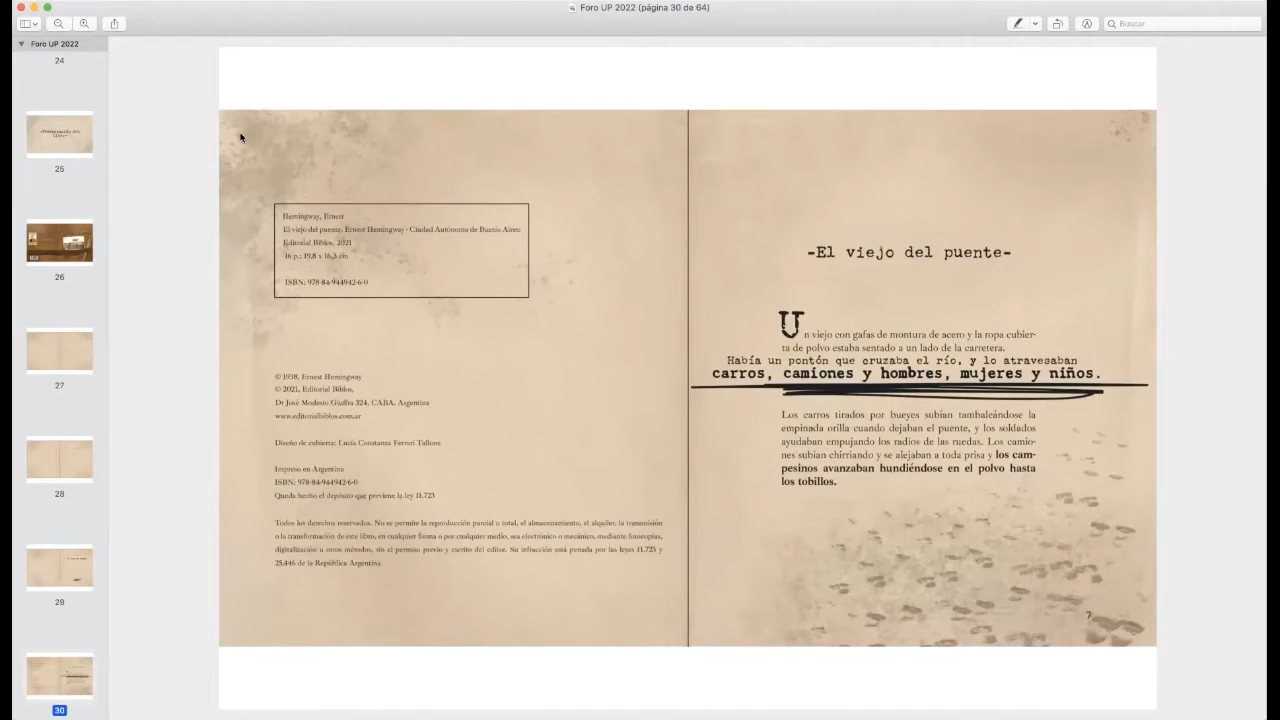 Foro UP 2022 (página 30 de 64)
Buscar
Foro UP 2022
24
-Presentación del
libro-
25
26
27
28
29
30
Hemingway, Ernest
El viejo del puente. Ernest Hemingway - Ciudad Autónoma de Buenis Aires:
Editorial Biblos, 2021
16 p.; 19,8 x 16,3 cm
ISBN: 978-84-944942-6-0
© 1938, Ernest Hemingway
© 2021, Editorial Biblos,
Dr José Modesto Giuffra 324, CABA, Argentina
www.editorialbiblos.com.ar
Diseño de cubierta: Lucía Constanza Ferrari Tallone
Impreso en Argentina
ISBN: 978-84-944942-6-0
Queda hecho el depósito que previene la ley 11.723
Todos los derechos reservados. No se permite la reproducción parcial o total, el almacenamiento, el alquiler, la transmisión
o la transformación de este libro, en cualquier forma o por cualquier medio, sea electrónico o mecánico, mediante fotocopias,
digitalización u otros métodos, sin el permiso previo y escrito del editor. Su infracción está penada por las leyes 11.723 y
25.446 de la República Argentina.
-El viejo del puente-
Un viejo con gafas de montura de acero y la ropa cubier-
ta de polvo estaba sentado a un lado de la carretera.
Había un pontón que cruzaba el río, y lo atravesaban
carros, camiones y hombres, mujeres y niños.
Los carros tirados por bueyes subían tambaleándose la
empinada orilla cuando dejaban el puente, y los soldados
ayudaban empujando los radios de las ruedas. Los camio-
nes subían chirriando y se alejaban a toda prisa y los cam-
pesinos avanzaban hundiéndose en el polvo hasta
los tobillos.
7